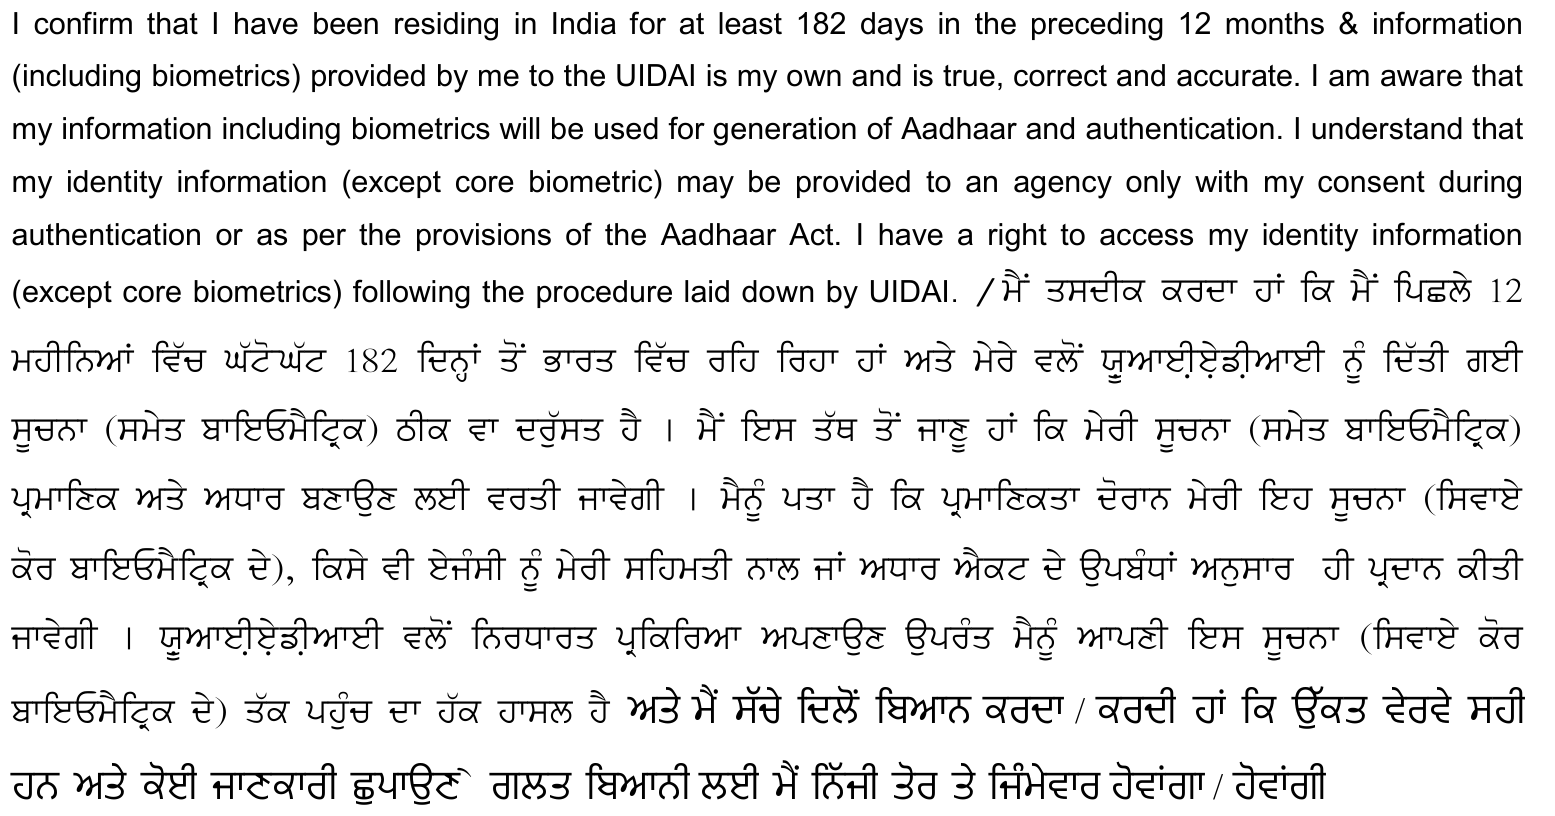 I confirm that I have been residing in India for at least 182 days in the preceding 12 months & information
(including biometrics) provided by me to the UIDAI is my own and is true, correct and accurate. I am aware that
my information including biometrics will be used for generation of Aadhaar and authentication. I understand that
my identity information (except core biometric) may be provided to an agency only with my consent during
authentication or as per the provisions of the Aadhaar Act. I have a right to access my identity information
(except core biometrics) following the procedure laid down by UIDAI. / ਮੈਂ ਤਸਦੀਕ ਕਰਦਾ ਹਾਂ ਕਿ ਮੈਂ ਪਿਛਲੇ 12
ਮਹੀਨਿਆਂ ਵਿੱਚ ਘੱਟੋਘੱਟ 182 ਦਿਨ੍ਹਾਂ ਤੋਂ ਭਾਰਤ ਵਿੱਚ ਰਹਿ ਰਿਹਾ ਹਾਂ ਅਤੇ ਮੇਰੇ ਵਲੋਂ ਯੂਆਈ਼ਏ਼ਡੀ਼ਆਈ ਨੂੰ ਦਿੱਤੀ ਗਈ
ਸੂਚਨਾ (ਸਮੇਤ ਬਾਇਓਮੈਟ੍ਰਿਕ) ਠੀਕ ਵਾ ਦਰੁੱਸਤ ਹੈ । ਮੈਂ ਇਸ ਤੱਥ ਤੋਂ ਜਾਣੂ ਹਾਂ ਕਿ ਮੇਰੀ ਸੂਚਨਾ (ਸਮੇਤ ਬਾਇਓਮੈਟ੍ਰਿਕ)
ਪ੍ਰਮਾਣਿਕ ਅਤੇ ਅਧਾਰ ਬਣਾਉਣ ਲਈ ਵਰਤੀ ਜਾਵੇਗੀ । ਮੈਨੂੰ ਪਤਾ ਹੈ ਕਿ ਪ੍ਰਮਾਣਿਕਤਾ ਦੋਰਾਨ ਮੇਰੀ ਇਹ ਸੂਚਨਾ (ਸਿਵਾਏ
ਕੋਰ ਬਾਇਓਮੈਟ੍ਰਿਕ ਦੇ), ਕਿਸੇ ਵੀ ਏਜੰਸੀ ਨੂੰ ਮੇਰੀ ਸਹਿਮਤੀ ਨਾਲ ਜਾਂ ਅਧਾਰ ਐਕਟ ਦੇ ਉਪਬੰਧਾਂ ਅਨੁਸਾਰ ਹੀ ਪ੍ਰਦਾਨ ਕੀਤੀ
ਜਾਵੇਗੀ । ਯੂਆਈ਼ਏ਼ਡੀ਼ਆਈ ਵਲੋਂ ਨਿਰਧਾਰਤ ਪ੍ਰਕਿਰਿਆ ਅਪਣਾਉਣ ਉਪਰੰਤ ਮੈਨੂੰ ਆਪਣੀ ਇਸ ਸੂਚਨਾ (ਸਿਵਾਏ ਕੋਰ
ਬਾਇਓਮੈਟ੍ਰਿਕ ਦੇ) ਤੱਕ ਪਹੁੰਚ ਦਾ ਹੱਕ ਹਾਸਲ ਹੈ ਅਤੇ ਮੈਂ ਸੱਚੇ ਦਿਲੋਂ ਬਿਆਨ ਕਰਦਾ / ਕਰਦੀ ਹਾਂ ਕਿ ਉੱਕਤ ਵੇਰਵੇ ਸਹੀ
ਹਨ ਅਤੇ ਕੋਈ ਜਾਣਕਾਰੀ ਛੁਪਾਉਣ ੇ ਗਲਤ ਬਿਆਨੀ ਲਈ ਮੈਂ ਨਿੱਜੀ ਤੋਰ ਤੇ ਜਿੰਮੇਵਾਰ ਹੋਵਾਂਗਾ / ਹੋਵਾਂਗੀ